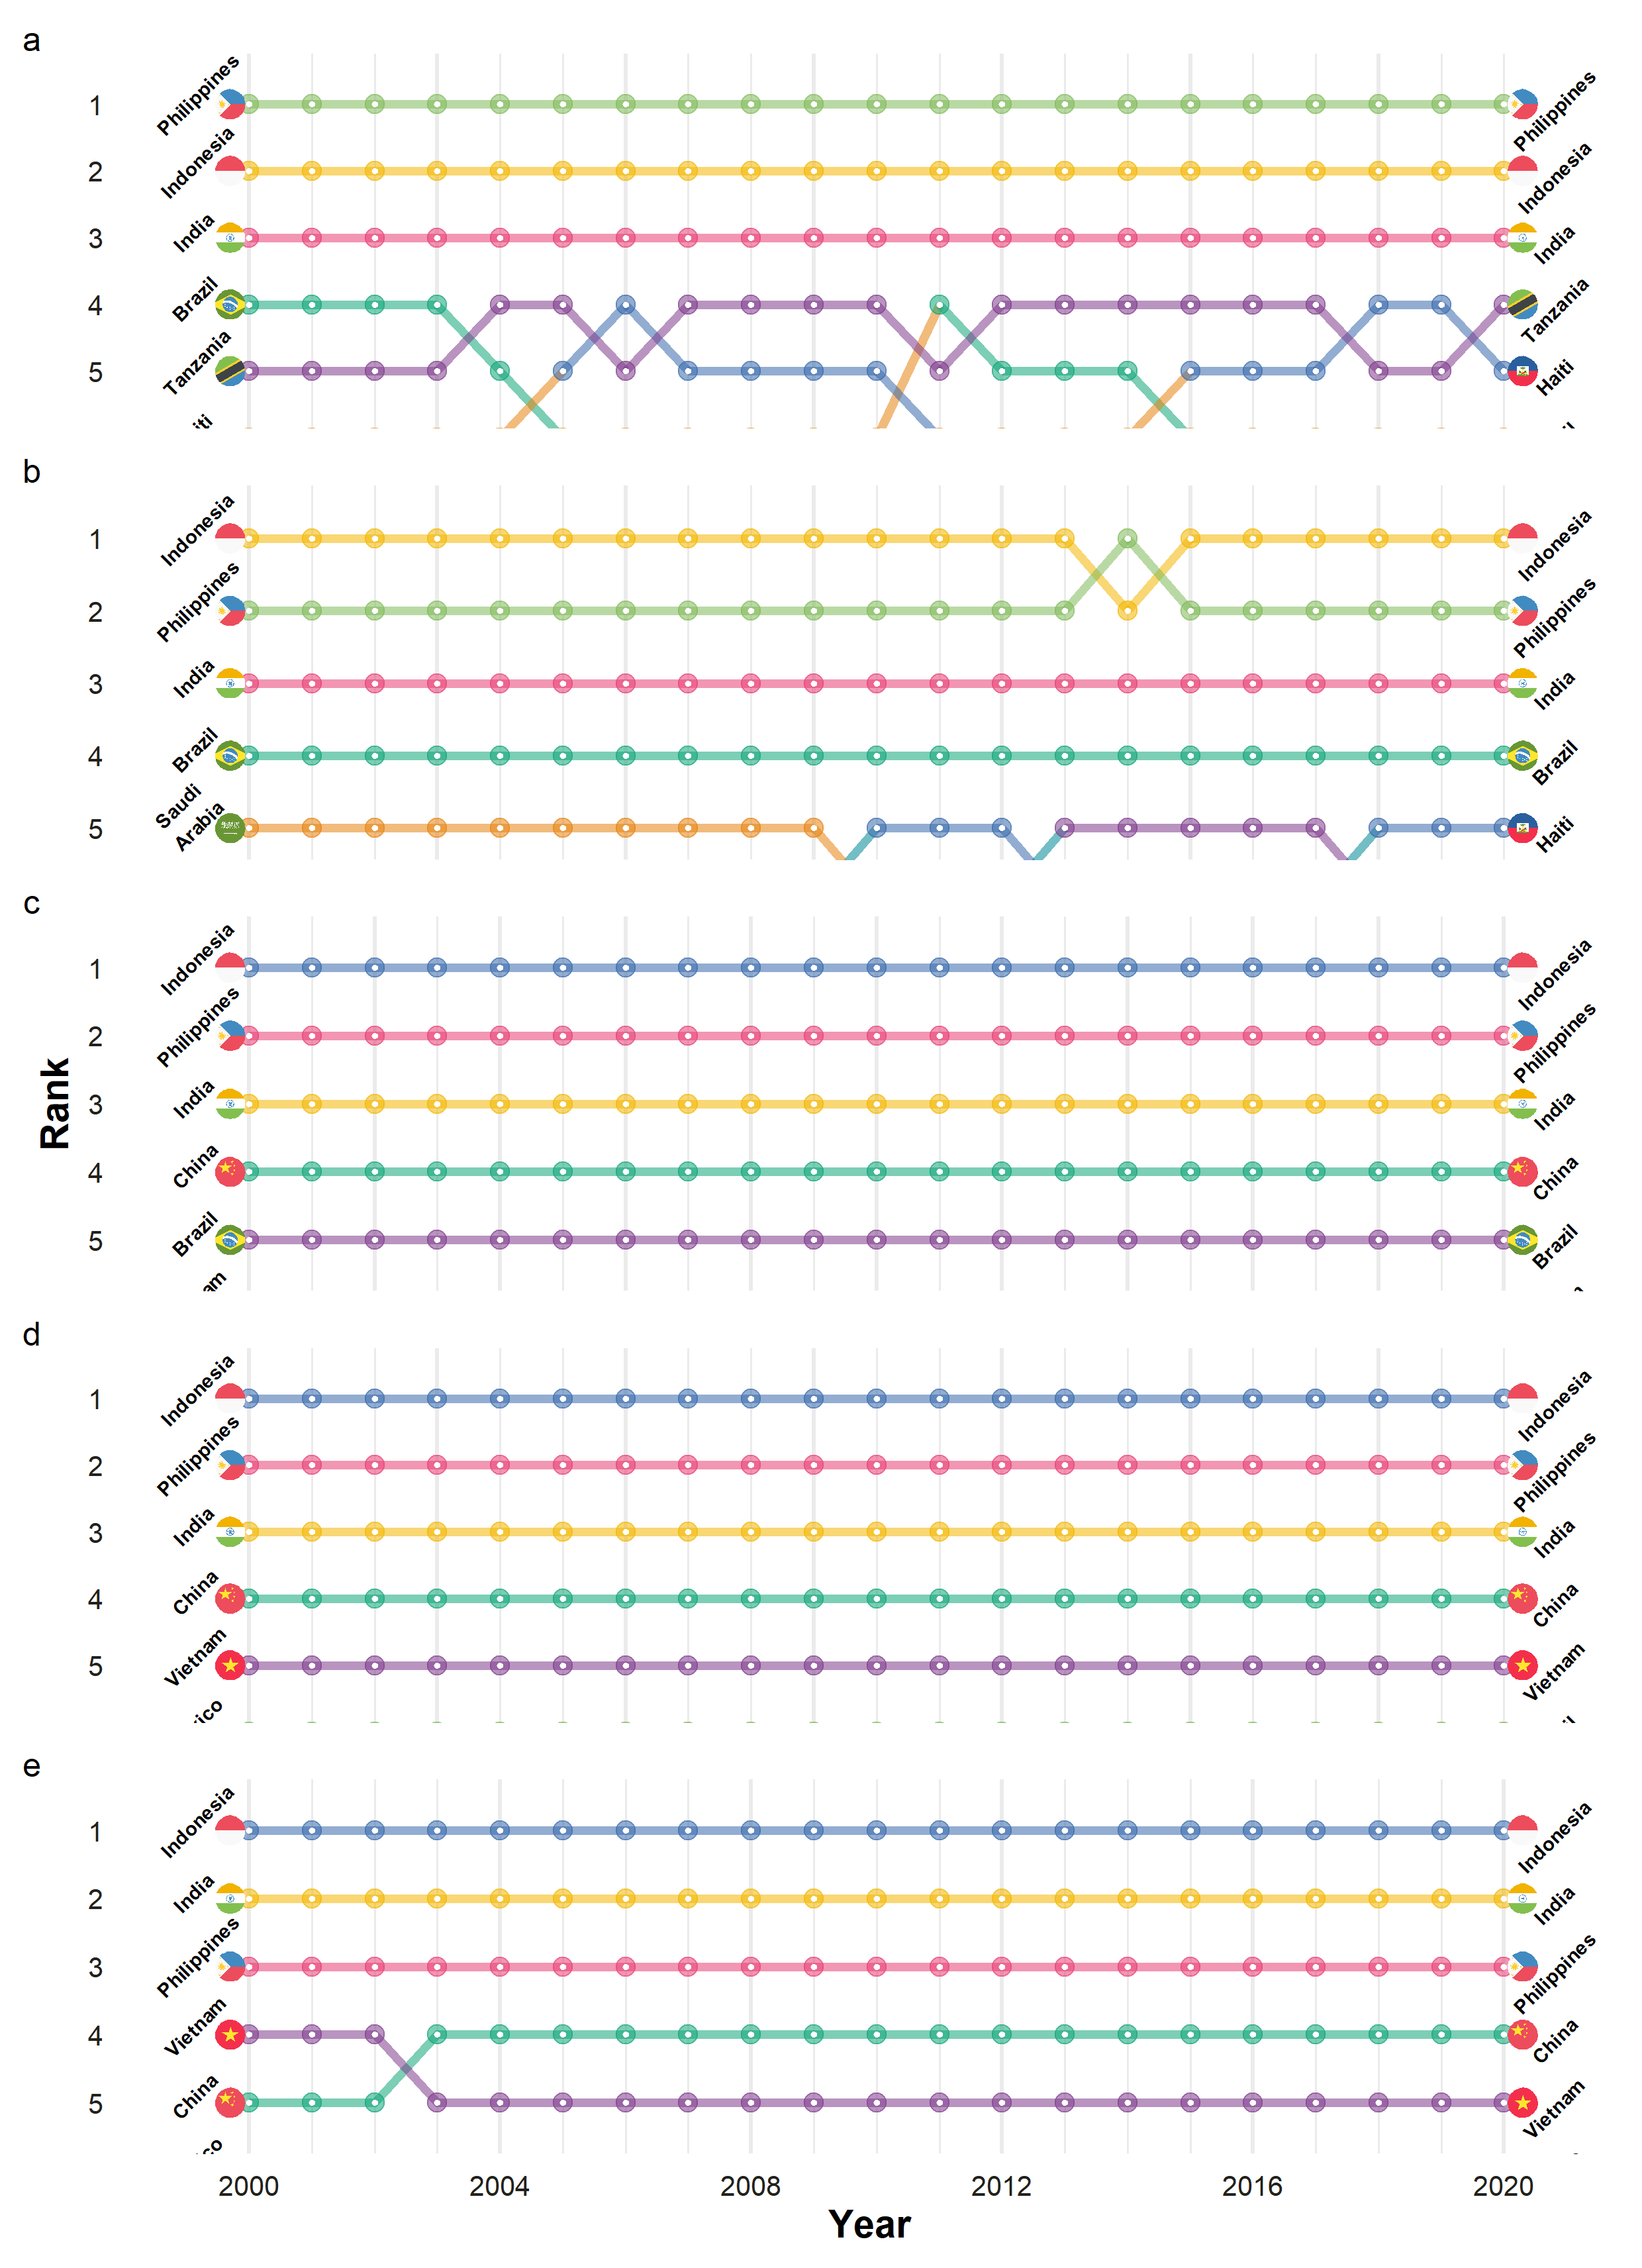 a
1
Philippines
Philippines
2
Indonesia
Indonesia
3
India
India
4
Brazil
Tanzania
5
Tanzania
Haiti
iti
b
1
Indonesia
Indonesia
2
Philippines
Philippines
3
India
India
4
Brazil
Brazil
5
Saudi
Arabia
Haiti
c
1
Indonesia
Indonesia
2
Philippines
Philippines
3
India
India
4
China
China
5
Brazil
Brazil
am
Rank
d
1
Indonesia
Indonesia
2
Philippines
Philippines
3
India
India
4
China
China
5
Vietnam
Vietnam
ico
e
1
Indonesia
Indonesia
2
India
India
3
Philippines
Philippines
4
Vietnam
China
5
China
Vietnam
co
2000 2004 2008 2012 2016 2020
Year